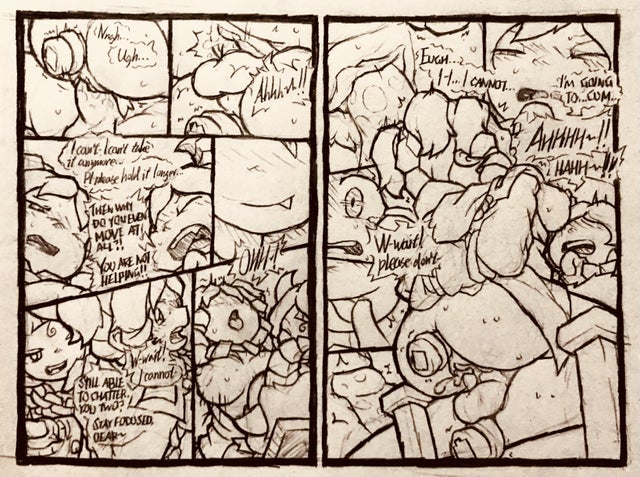 Nngh...
Ugh...
Ahhh~!!
I can't- I can't take
it anymore...
Pl please hold it longer...
THEN WHY
DO YOU EVEN
MOVE AT
ALL?!
YOU ARE NOT
HELPING!!
OHH~!
W-wait!
I cannot-
STILL ABLE
TO CHATTER,
YOU TWO?
STAY FOCUSED,
DEAR~
EUGH...
I-I... I CANNOT...
I'M GOING
TO... CUM...
AHHHH~!!
HAHH~!!
W-wait!
please don't-